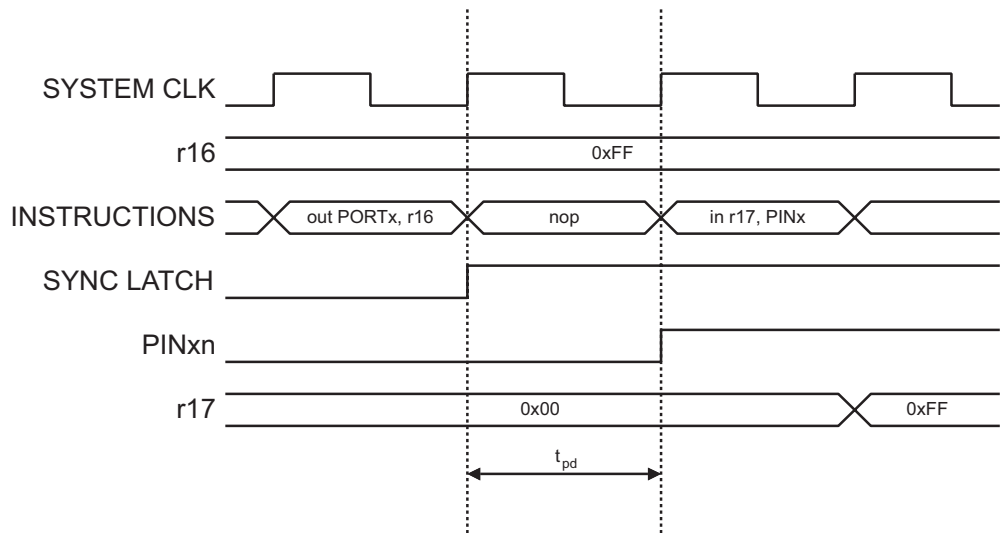 SYSTEM CLK
r16
0xFF
INSTRUCTIONS
out PORTx, r16
nop
in r17, PINx
SYNC LATCH
PINxn
r17
0x00
0xFF
tpd